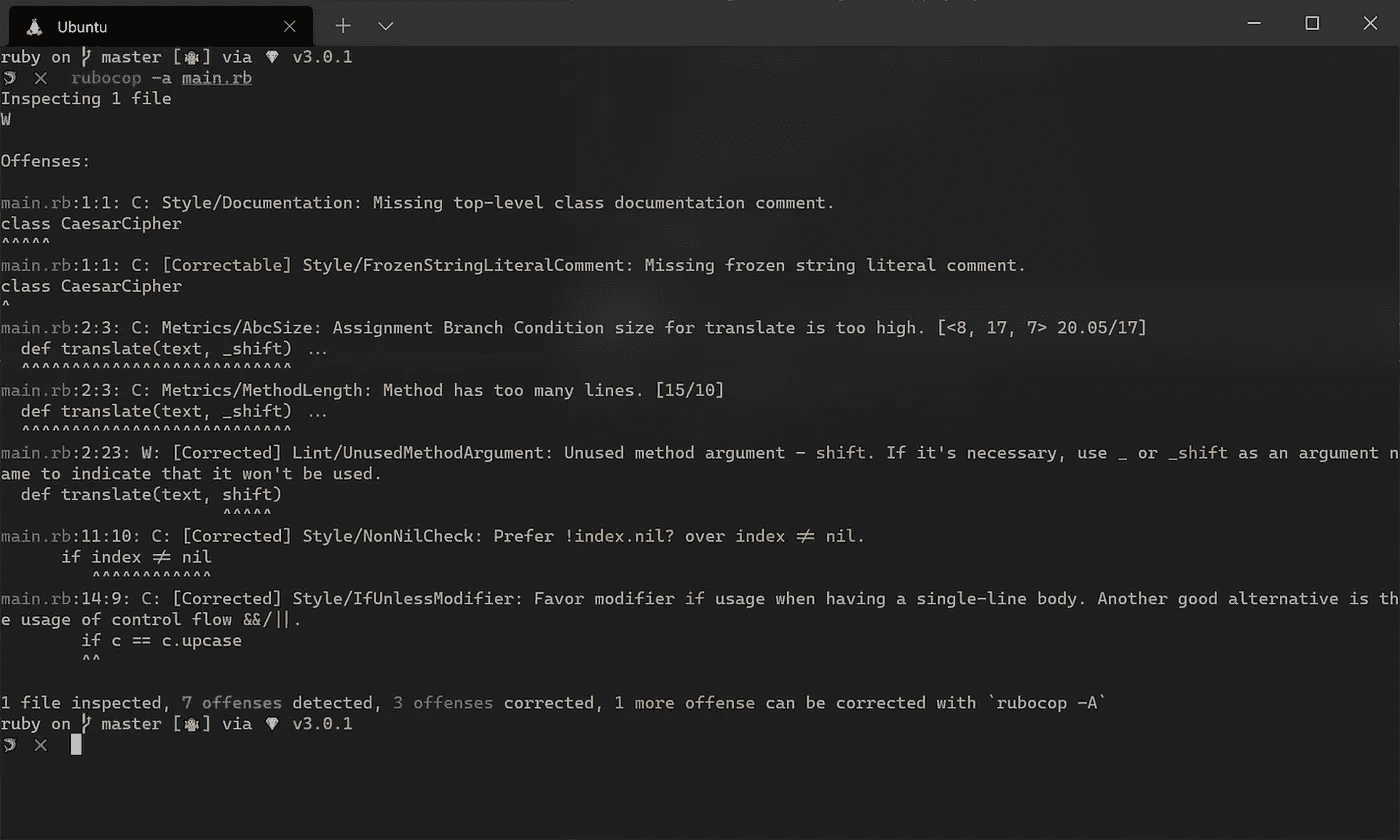 Ubuntu
ruby on master [] via v3.0.1
rubocop -a main.rb
Inspecting 1 file
W
Offenses:
main.rb:1:1: C: Style/Documentation: Missing top-level class documentation comment.
class CaesarCipher
^^^^^
main.rb:1:1: C: [Correctable] Style/FrozenStringLiteralComment: Missing frozen string literal comment.
class CaesarCipher
^
main.rb:2:3: C: Metrics/AbcSize: Assignment Branch Condition size for translate is too high. [<8, 17, 7> 20.05/17]
def translate(text, _shift) ...
^^^^^^^^^^^^^^^^^^^^^^^^^^^
main.rb:2:3: C: Metrics/MethodLength: Method has too many lines. [15/10]
def translate(text, _shift) ...
^^^^^^^^^^^^^^^^^^^^^^^^^^^
main.rb:2:23: W: [Corrected] Lint/UnusedMethodArgument: Unused method argument - shift. If it's necessary, use _ or _shift as an argument n
ame to indicate that it won't be used.
def translate(text, shift)
^^^^^
main.rb:11:10: C: [Corrected] Style/NonNilCheck: Prefer !index.nil? over index ≠ nil.
if index ≠ nil
^^^^^^^^^^^^
main.rb:14:9: C: [Corrected] Style/IfUnlessModifier: Favor modifier if usage when having a single-line body. Another good alternative is th
e usage of control flow &&/||.
if c == c.upcase
^^
1 file inspected, 7 offenses detected, 3 offenses corrected, 1 more offense can be corrected with `rubocop -A`
ruby on master [] via v3.0.1